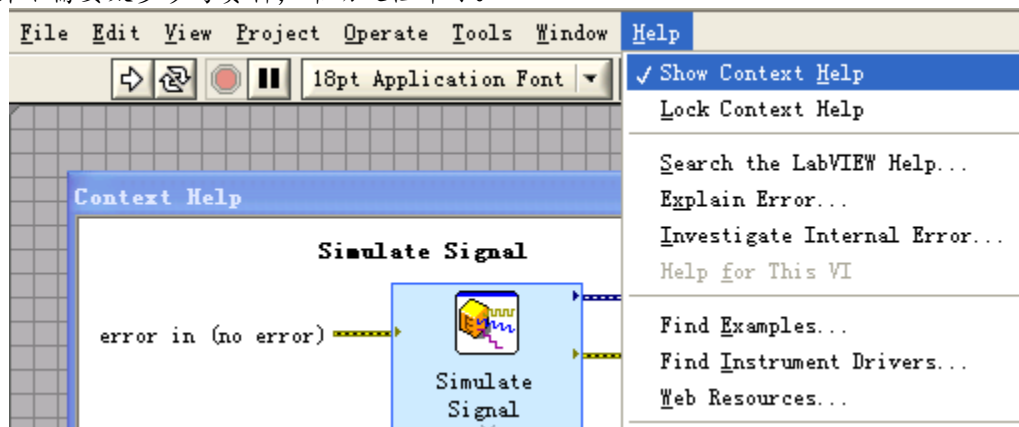 File Edit View Project Operate Tools Window Help
18pt Application Font
✓ Show Context Help
Lock Context Help
Search the LabVIEW Help...
Explain Error...
Investigate Internal Error...
Help for This VI
Find Examples...
Find Instrument Drivers...
Web Resources...
Context Help
Simulate Signal
error in (no error)
Simulate
Signal